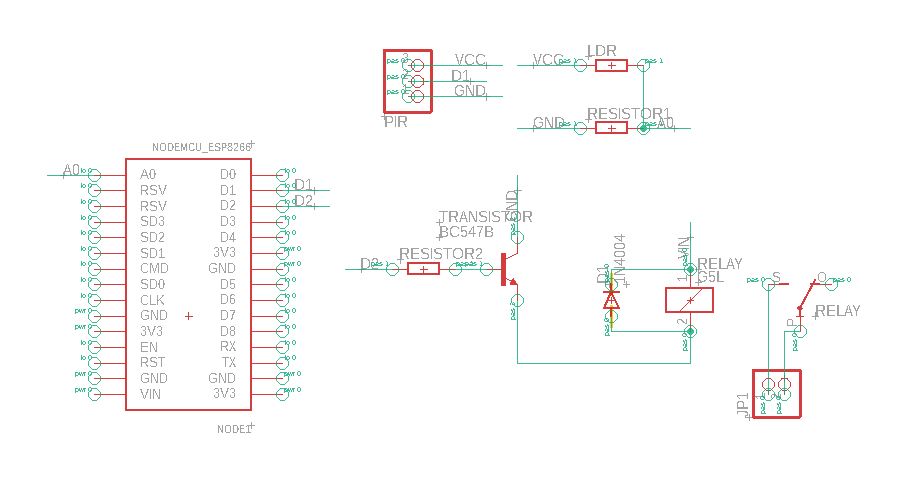 LDR
VCC
VCC
D1
GND
PIR
RESISTOR1
GND
A0
NODEMCU_ESP8266
A0
A0 D0
RSV D1
D1
RSV D2
D2
SD3 D3
SD2 D4
SD1 3V3
CMD GND
SD0 D5
CLK D6
GND D7
3V3 D8
EN RX
RST TX
GND GND
VIN 3V3
NODE1
GND
TRANSISTOR
BC547B
D2
RESISTOR2
D1
1N4004
VIN
RELAY
G5L
1
2
S O
P
RELAY
JP1